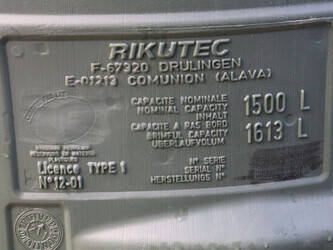 RIKUTEC
F-67320 DRULINGEN
E-01213 COMUNION (ALAVA)
CAPACITE NOMINALE
NOMINAL CAPACITY
INHALT
1500 L
CAPACITE A RAS BORD
BRIMFUL CAPACITY
ÜBERLAUFVOLUM
1613 L
Licence TYPE 1
N° 12-01
N° SERIE
SERIAL N°
HERSTELLUNGS N°